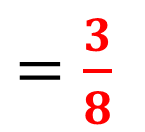 = 3/8